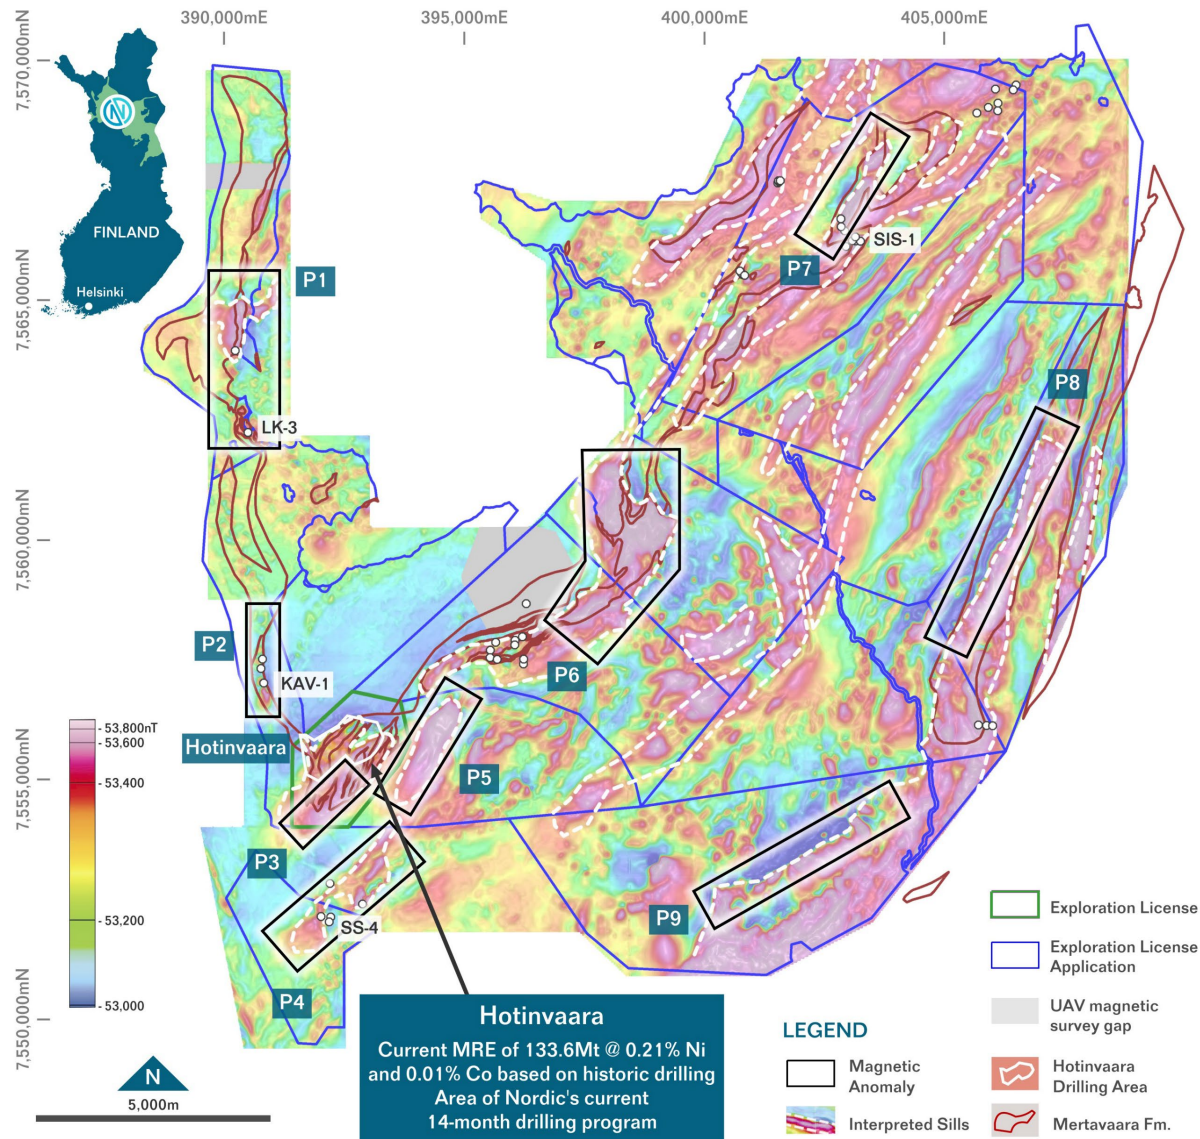 390,000mE
395,000mE
400,000mE
405,000mE
7,570,000mN
7,565,000mN
7,560,000mN
7,555,000mN
7,550,000mN
N
FINLAND
Helsinki
P1
LK-3
P2
KAV-1
Hotinvaara
P3
P4
SS-4
P5
P6
P7
SIS-1
P8
P9
53,800nT
53,600
53,400
53,200
53,000
N
5,000m
Hotinvaara
Current MRE of 133.6Mt @ 0.21% Ni
and 0.01% Co based on historic drilling
Area of Nordic's current
14-month drilling program
LEGEND
Magnetic
Anomaly
Interpreted Sills
Exploration License
Exploration License
Application
UAV magnetic
survey gap
Hotinvaara
Drilling Area
Mertavaara Fm.